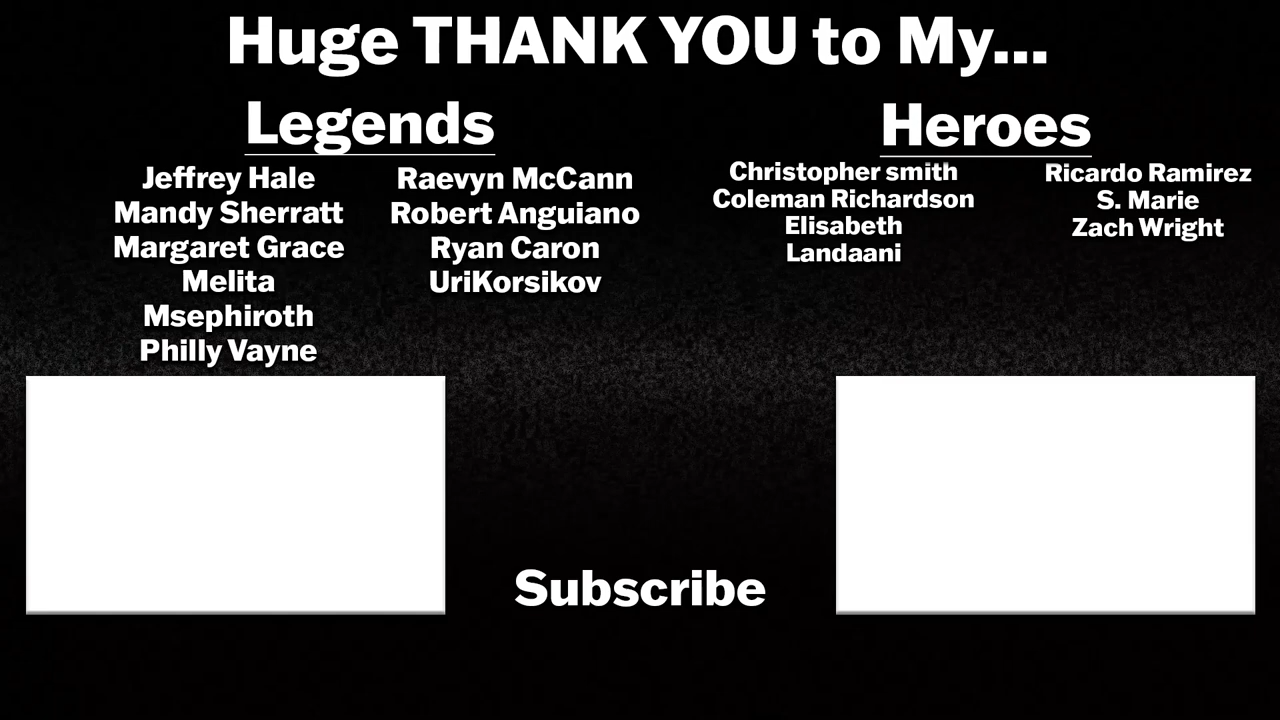 Huge THANK YOU to My...
Legends
Jeffrey Hale
Mandy Sherratt
Margaret Grace
Melita
Msephiroth
Philly Vayne
Raevyn McCann
Robert Anguiano
Ryan Caron
UriKorsikov
Heroes
Christopher smith
Coleman Richardson
Elisabeth
Landaani
Ricardo Ramirez
S. Marie
Zach Wright
Subscribe